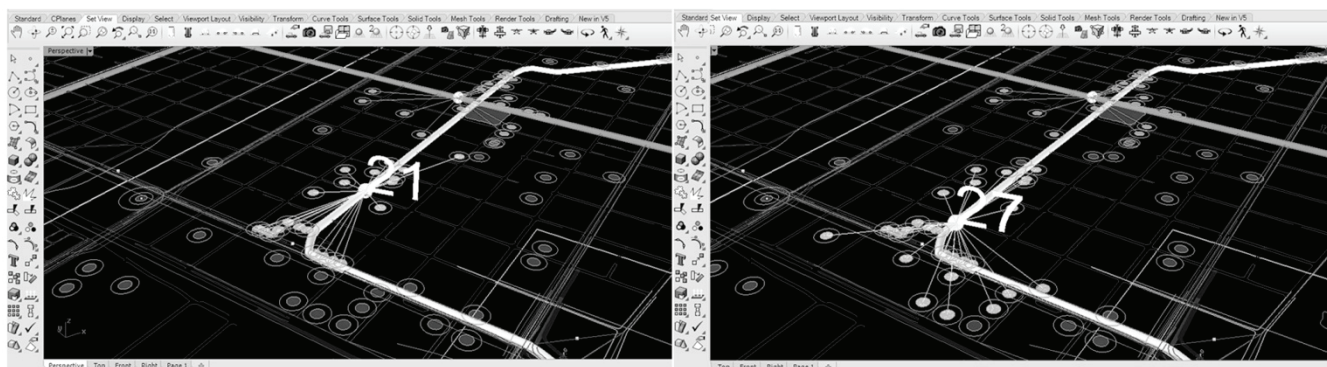 Standard CPlanes Set View Display Select Viewport Layout Visibility Transform Curve Tools Surface Tools Solid Tools Mesh Tools Render Tools Drafting New in V5
Perspective
21
z
x
Perspective Top Front Right Page 1
Standard Set View Display Select Viewport Layout Visibility Transform Curve Tools Surface Tools Solid Tools Mesh Tools Render Tools Drafting New in V5
27
Top Front Right Page 1